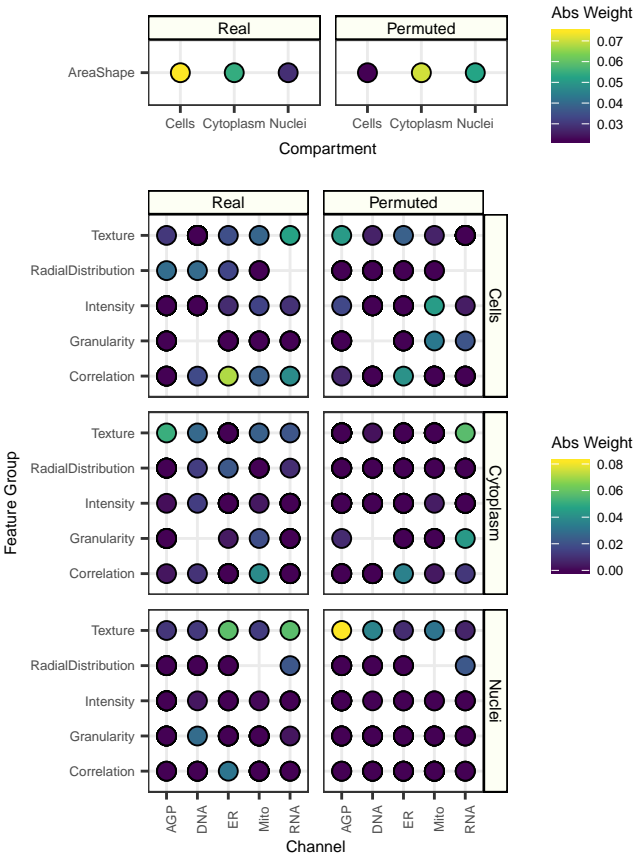 Abs Weight
Real
Permuted
0.07
0.06
0.05
0.04
0.03
AreaShape
Cells
Cytoplasm
Nuclei
Cells
Cytoplasm
Nuclei
Compartment
Real
Permuted
Texture
RadialDistribution
Intensity
Granularity
Correlation
Cells
Texture
RadialDistribution
Intensity
Granularity
Correlation
Cytoplasm
Texture
RadialDistribution
Intensity
Granularity
Correlation
Nuclei
Feature Group
Abs Weight
0.08
0.06
0.04
0.02
0.00
AGP
DNA
ER
Mito
RNA
AGP
DNA
ER
Mito
RNA
Channel